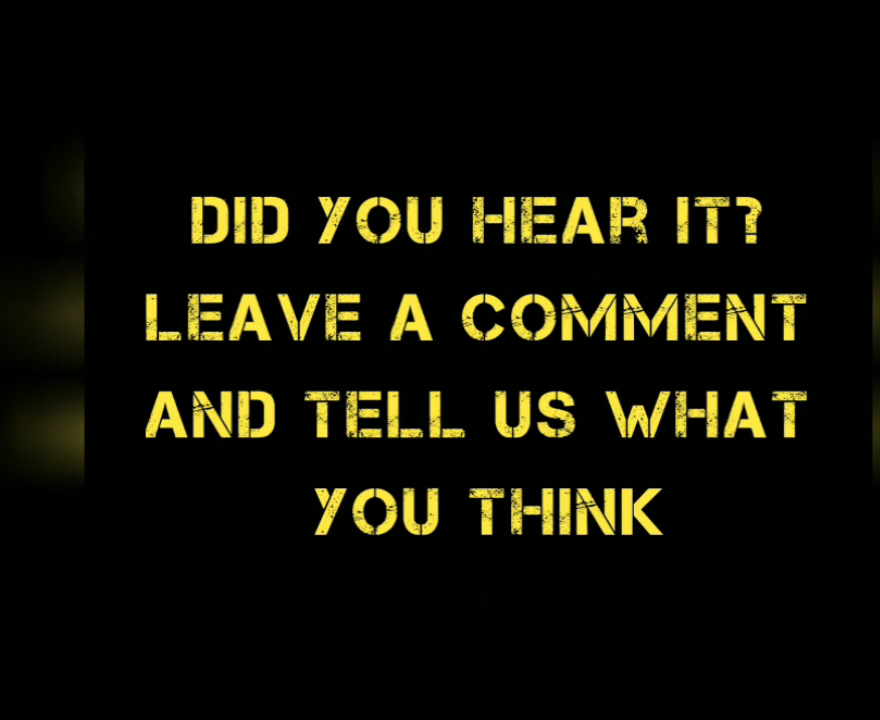 DID YOU HEAR IT?
LEAVE A COMMENT
AND TELL US WHAT
YOU THINK